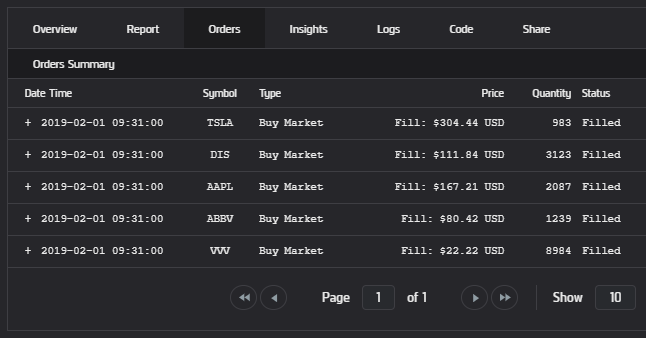 Overview Report Orders Insights Logs Code Share
Orders Summary
Date Time Symbol Type Price Quantity Status
+ 2019-02-01 09:31:00 TSLA Buy Market Fill: $304.44 USD 983 Filled
+ 2019-02-01 09:31:00 DIS Buy Market Fill: $111.84 USD 3123 Filled
+ 2019-02-01 09:31:00 AAPL Buy Market Fill: $167.21 USD 2087 Filled
+ 2019-02-01 09:31:00 ABBV Buy Market Fill: $80.42 USD 1239 Filled
+ 2019-02-01 09:31:00 VVV Buy Market Fill: $22.22 USD 8984 Filled
Page 1 of 1 Show 10